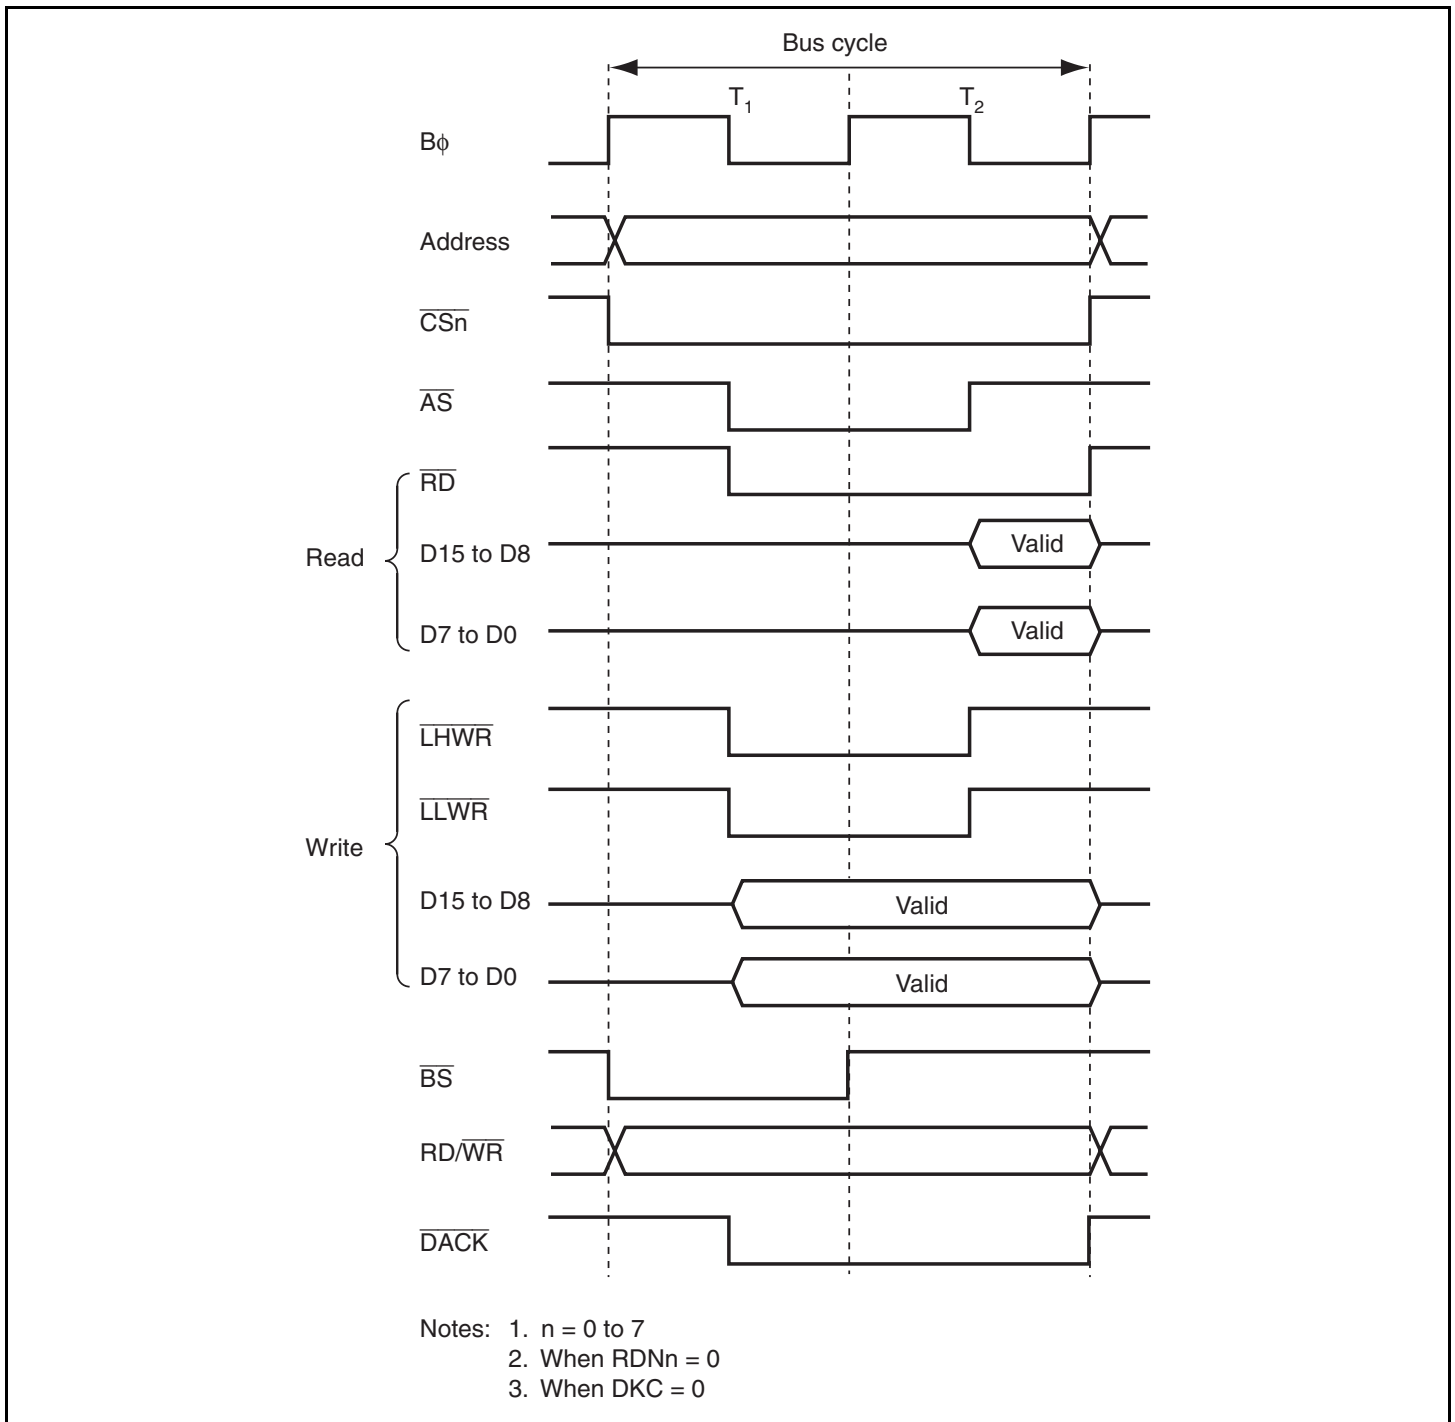 Bus cycle
T1 T2
Bφ
Address
CSn
AS
RD
Read
D15 to D8 Valid
D7 to D0 Valid
LHWR
LLWR
Write
D15 to D8 Valid
D7 to D0 Valid
BS
RD/WR
DACK
Notes: 1. n = 0 to 7
2. When RDNn = 0
3. When DKC = 0